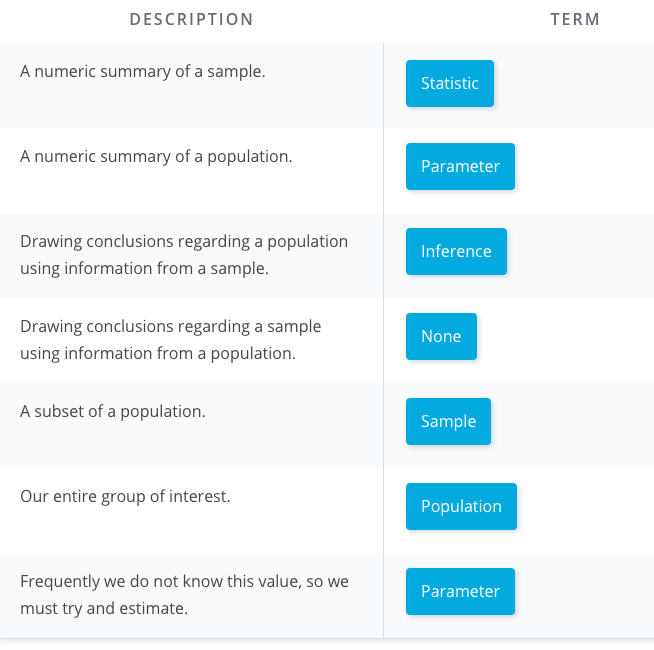 DESCRIPTION TERM
A numeric summary of a sample. Statistic
A numeric summary of a population. Parameter
Drawing conclusions regarding a population
using information from a sample.
Inference
Drawing conclusions regarding a sample
using information from a population.
None
A subset of a population. Sample
Our entire group of interest. Population
Frequently we do not know this value, so we
must try and estimate.
Parameter